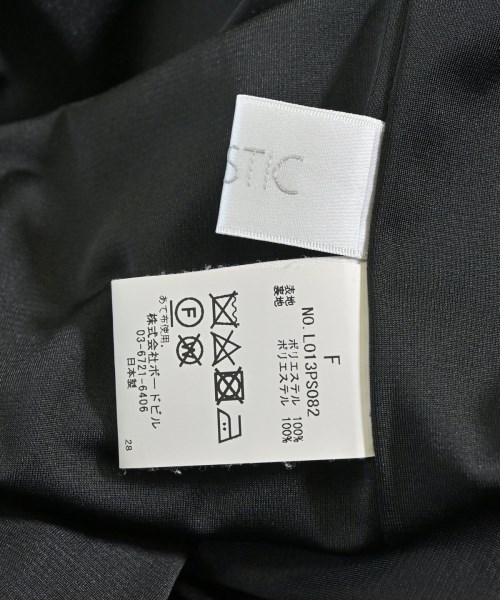 STIC
F
NO. L013PS082
表地 ポリエステル 100%
裏地 ポリエステル 100%
F W
あて布使用。
株式会社ボードビル
03-6721-6406
日本製
28